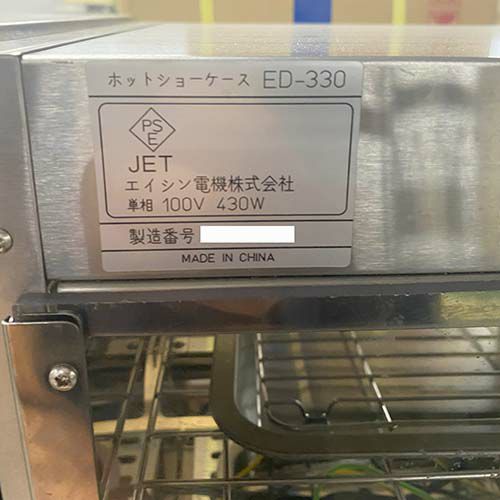 ホットショーケース ED-330
PS
E
JET
エイシン電機株式会社
単相 100V 430W
製造番号
MADE IN CHINA